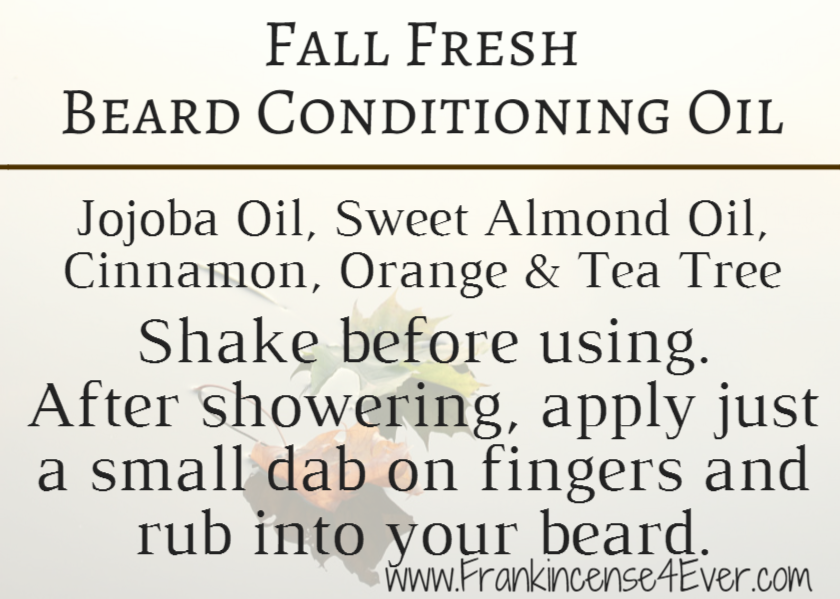 Fall Fresh
Beard Conditioning Oil
Jojoba Oil, Sweet Almond Oil,
Cinnamon, Orange & Tea Tree
Shake before using.
After showering, apply just
a small dab on fingers and
rub into your beard.
www.Frankincense4Ever.com